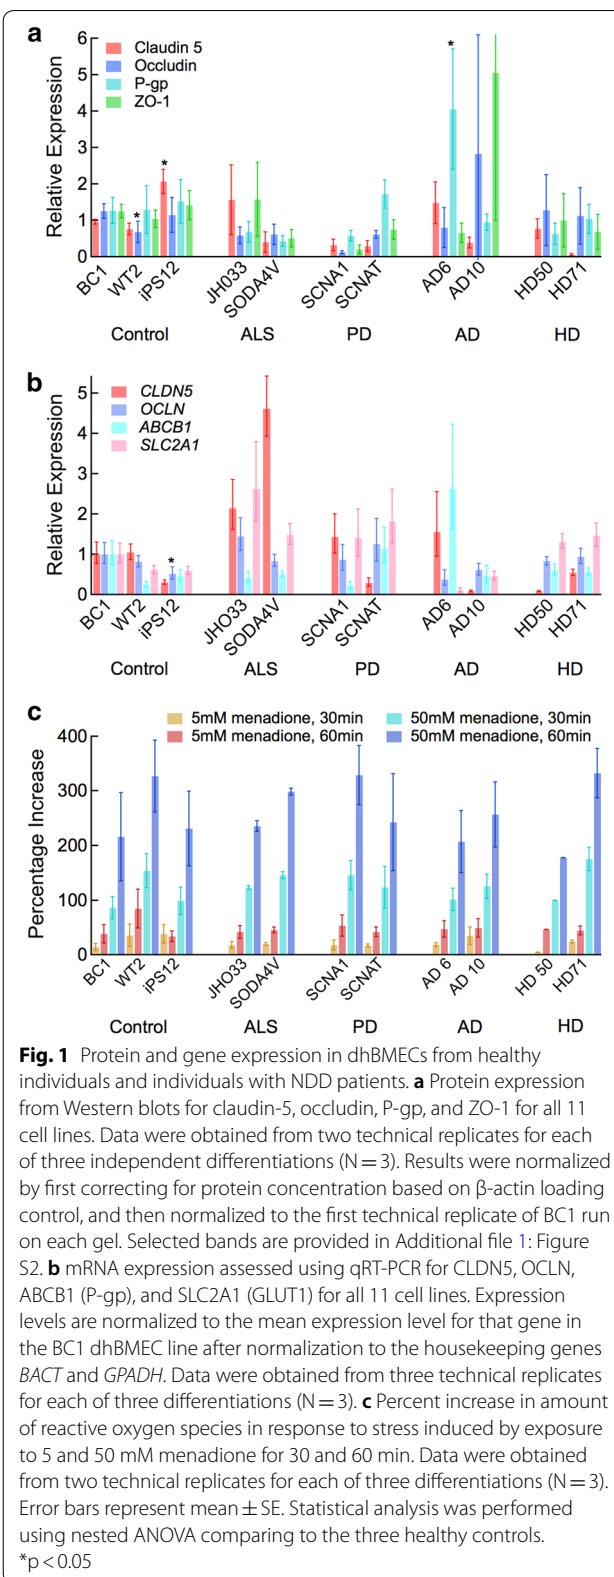 a
Relative Expression
6
5
4
3
2
1
0
Claudin 5
Occludin
P-gp
ZO-1
*
*
*
BC1
WT2
iPS12
JH033
SODA4V
SCNA1
SCNAT
AD6
AD10
HD50
HD71
Control
ALS
PD
AD
HD
b
Relative Expression
5
4
3
2
1
0
CLDN5
OCLN
ABCB1
SLC2A1
*
BC1
WT2
iPS12
JHO33
SODA4V
SCNA1
SCNAT
AD6
AD10
HD50
HD71
Control
ALS
PD
AD
HD
c
5mM menadione, 30min
50mM menadione, 30min
5mM menadione, 60min
50mM menadione, 60min
Percentage Increase
400
300
200
100
0
BC1
WT2
iPS12
JHO33
SODA4V
SCNA1
SCNAT
AD 6
AD 10
HD 50
HD71
Control
ALS
PD
AD
HD
Fig. 1 Protein and gene expression in dhBMECs from healthy
individuals and individuals with NDD patients. a Protein expression
from Western blots for claudin-5, occludin, P-gp, and ZO-1 for all 11
cell lines. Data were obtained from two technical replicates for each
of three independent differentiations (N = 3). Results were normalized
by first correcting for protein concentration based on β-actin loading
control, and then normalized to the first technical replicate of BC1 run
on each gel. Selected bands are provided in Additional file 1: Figure
S2. b mRNA expression assessed using qRT-PCR for CLDN5, OCLN,
ABCB1 (P-gp), and SLC2A1 (GLUT1) for all 11 cell lines. Expression
levels are normalized to the mean expression level for that gene in
the BC1 dhBMEC line after normalization to the housekeeping genes
BACT and GPADH. Data were obtained from three technical replicates
for each of three differentiations (N = 3). c Percent increase in amount
of reactive oxygen species in response to stress induced by exposure
to 5 and 50 mM menadione for 30 and 60 min. Data were obtained
from two technical replicates for each of three differentiations (N = 3).
Error bars represent mean ± SE. Statistical analysis was performed
using nested ANOVA comparing to the three healthy controls.
*p < 0.05